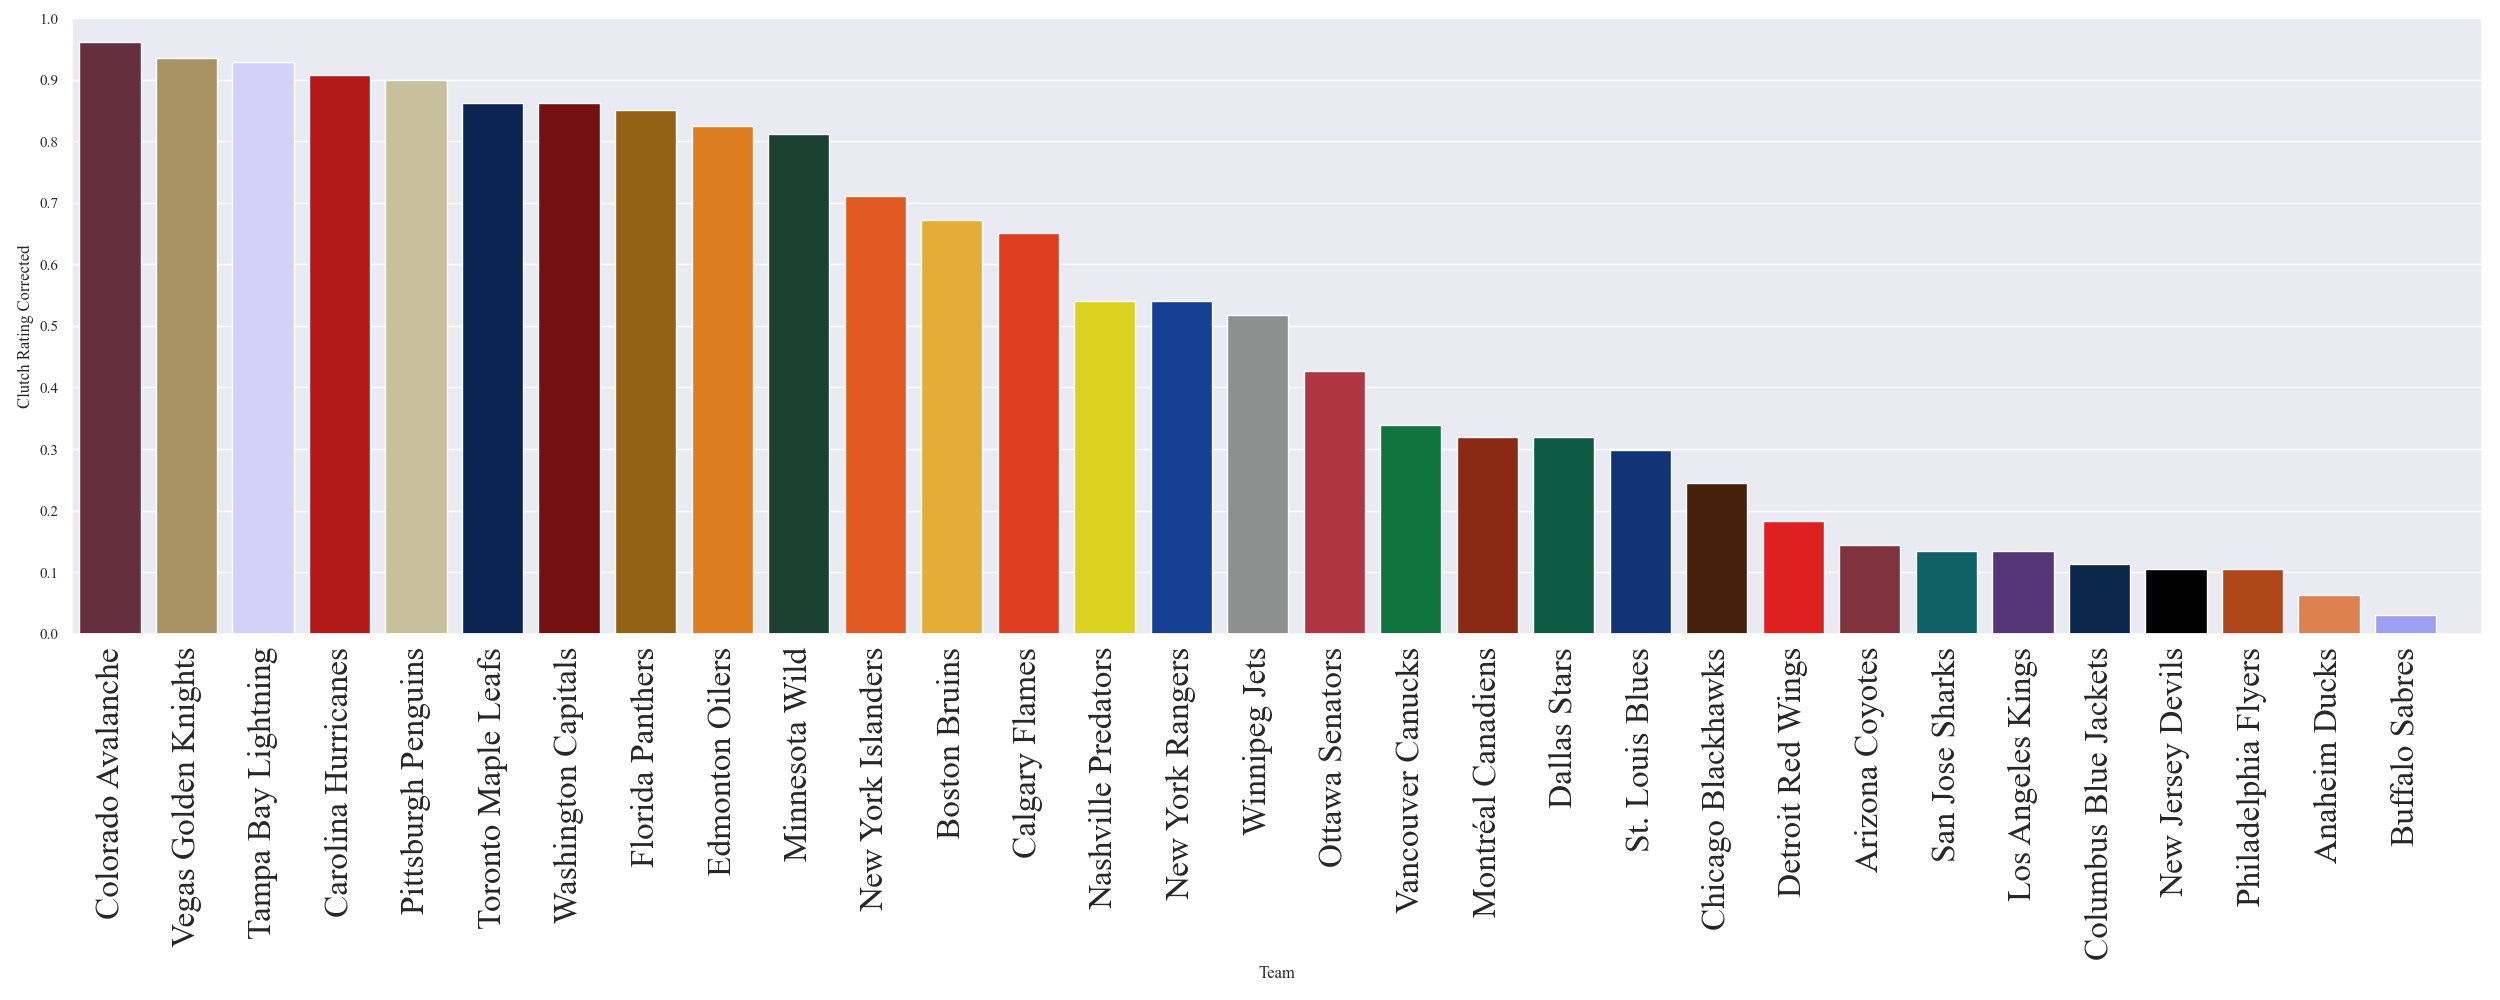 1.0
0.9
0.8
0.7
0.6
0.5
0.4
0.3
0.2
0.1
0.0
Clutch Rating Corrected
Colorado Avalanche
Vegas Golden Knights
Tampa Bay Lightning
Carolina Hurricanes
Pittsburgh Penguins
Toronto Maple Leafs
Washington Capitals
Florida Panthers
Edmonton Oilers
Minnesota Wild
New York Islanders
Boston Bruins
Calgary Flames
Nashville Predators
New York Rangers
Winnipeg Jets
Ottawa Senators
Vancouver Canucks
Montréal Canadiens
Dallas Stars
St. Louis Blues
Chicago Blackhawks
Detroit Red Wings
Arizona Coyotes
San Jose Sharks
Los Angeles Kings
Columbus Blue Jackets
New Jersey Devils
Philadelphia Flyers
Anaheim Ducks
Buffalo Sabres
Team